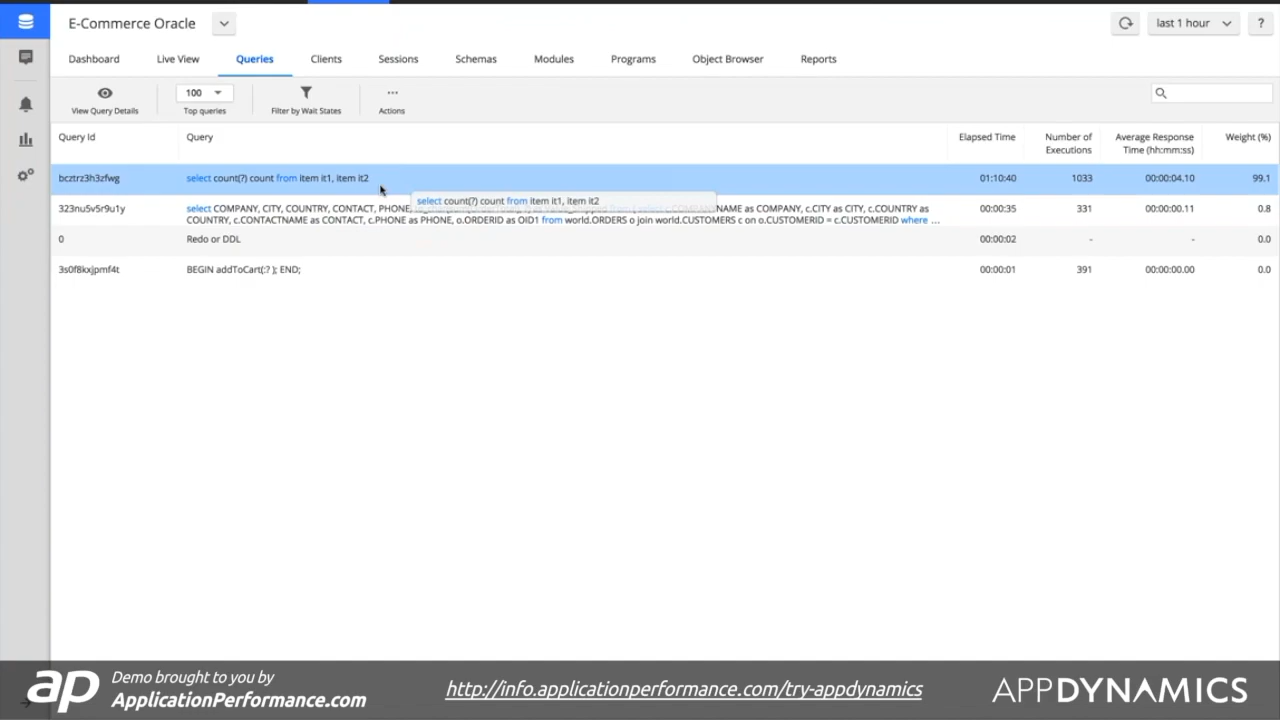 E-Commerce Oracle
last 1 hour
?
Dashboard
Live View
Queries
Clients
Sessions
Schemas
Modules
Programs
Object Browser
Reports
View Query Details
100
Top queries
Filter by Wait States
...
Actions
Query Id
Query
Elapsed Time
Number of
Executions
Average Response
Time (hh:mm:ss)
Weight (%)
bcztrz3h3zfwg
select count(?) count from item it1, item it2
01:10:40
1033
00:00:04.10
99.1
select count(?) count from item it1, item it2
323nu5v5r9u1y
select COMPANY, CITY, COUNTRY, CONTACT, PHONE, c.COMPANYNAME as COMPANY, c.CITY as CITY, c.COUNTRY as
COUNTRY, c.CONTACTNAME as CONTACT, c.PHONE as PHONE, o.ORDERID as OID1 from world.ORDERS o join world.CUSTOMERS c on o.CUSTOMERID = c.CUSTOMERID where ...
00:00:35
331
00:00:00.11
0.8
0
Redo or DDL
00:00:02
-
-
0.0
3s0f8kxjpmf4t
BEGIN addToCart(:? ); END;
00:00:01
391
00:00:00.00
0.0
ap
Demo brought to you by
ApplicationPerformance.com
http://info.applicationperformance.com/try-appdynamics
APPDYNAMICS